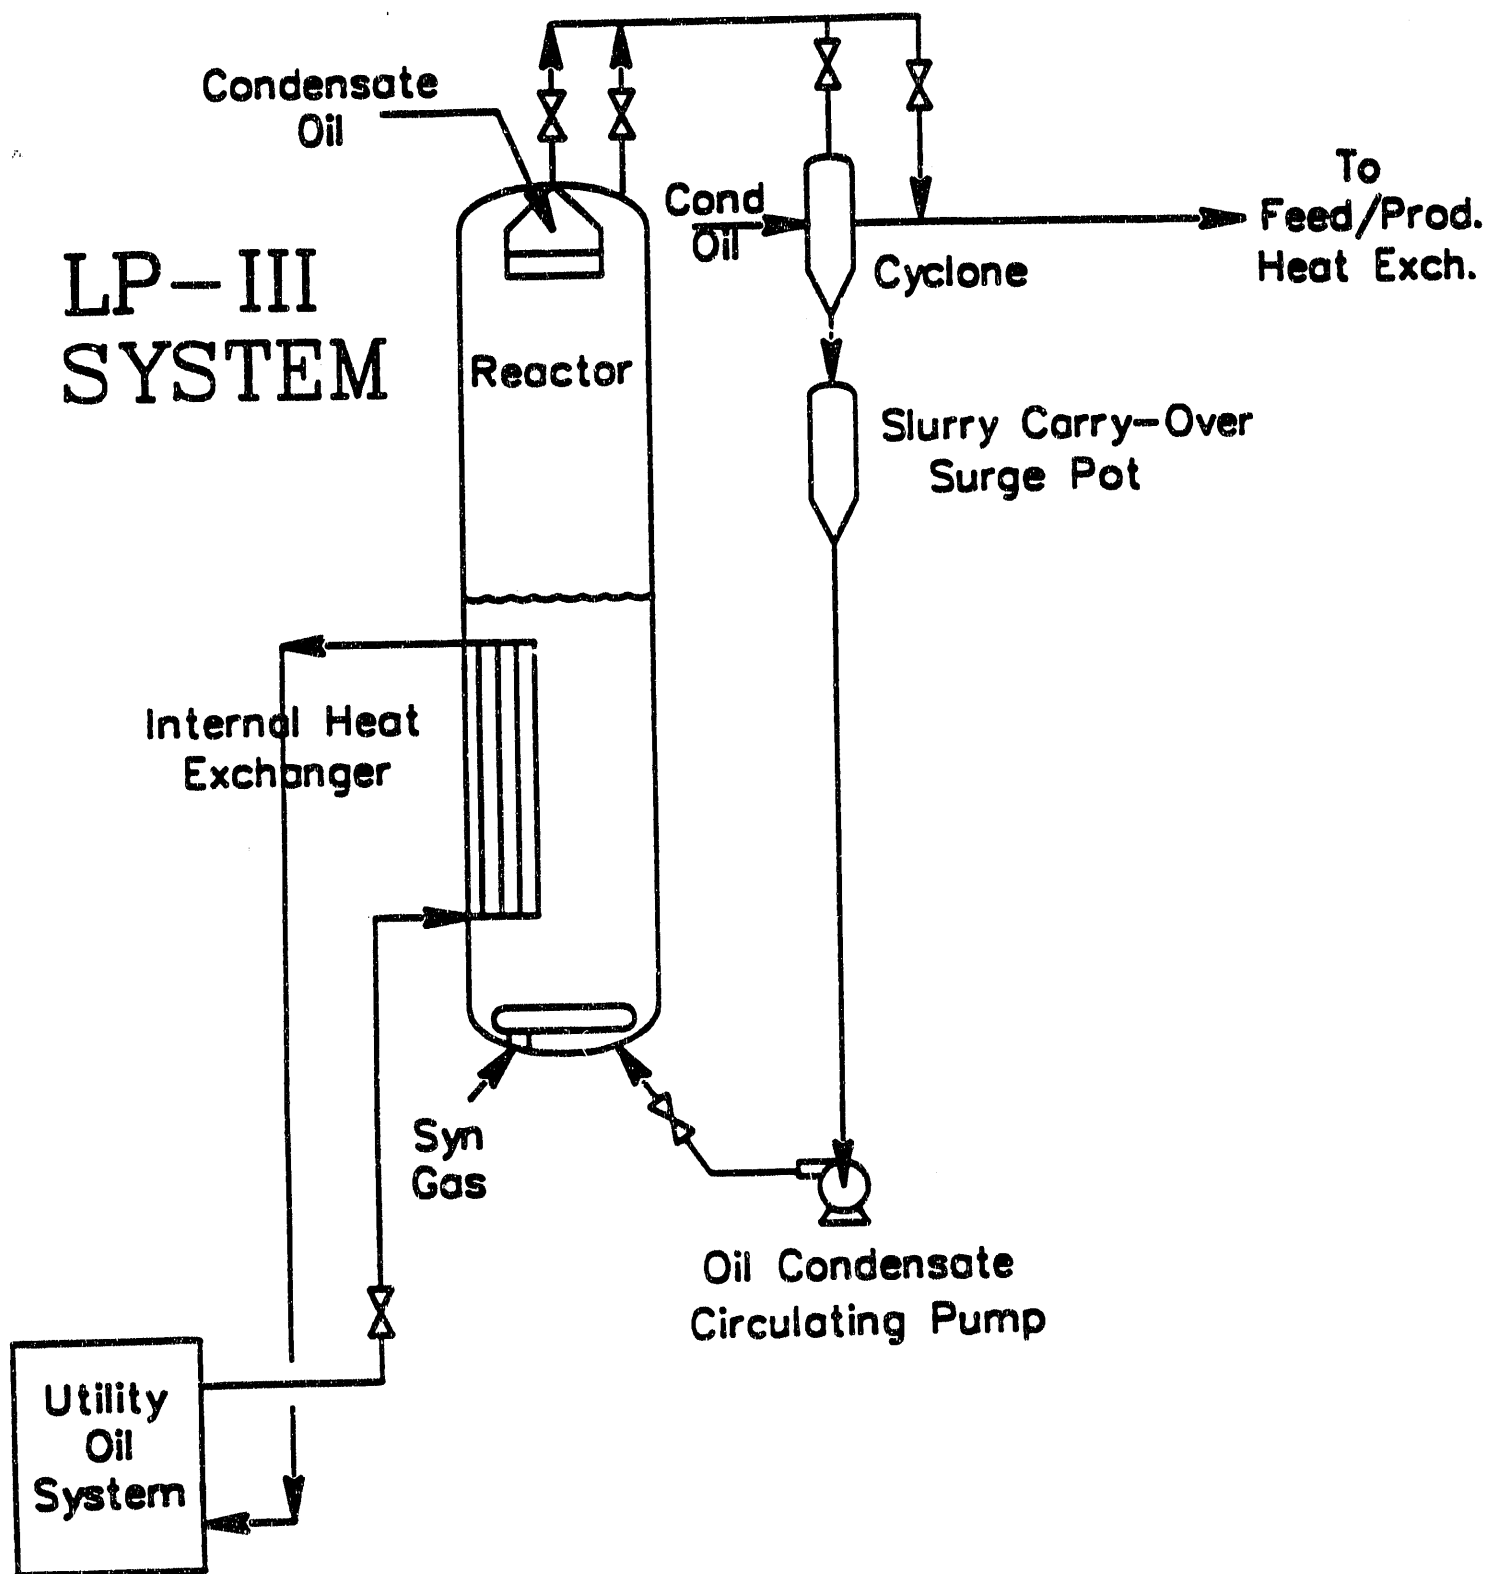 Condensate
Oil
LP-III
SYSTEM
Cond
Oil
To
Feed/Prod.
Heat Exch.
Cyclone
Reactor
Slurry Carry-Over
Surge Pot
Internal Heat
Exchanger
Syn
Gas
Oil Condensate
Circulating Pump
Utility
Oil
System